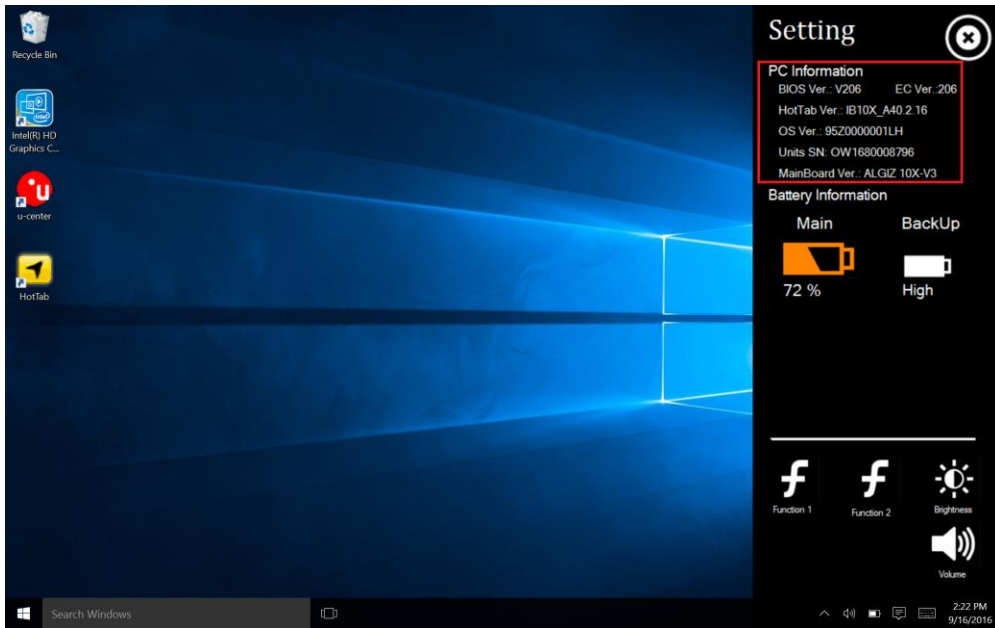 Recycle Bin
Intel(R) HD
Graphics C...
u-center
HotTab
Setting
PC Information
BIOS Ver.: V206 EC Ver.:206
HotTab Ver.: IB10X_A40.2.16
OS Ver.: 95Z0000001LH
Units SN: OW1680008796
MainBoard Ver.: ALGIZ 10X-V3
Battery Information
Main BackUp
72 % High
Function 1 Function 2 Brightness
Volume
Search Windows
2:22 PM
9/16/2016